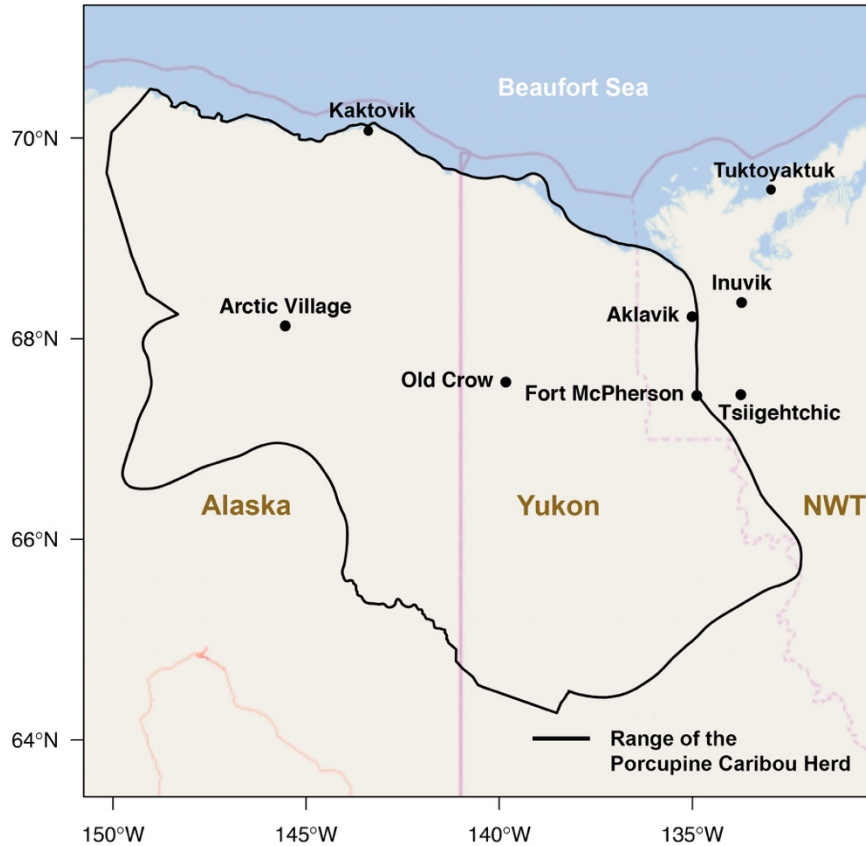 Beaufort Sea
Kaktovik
70°N
Tuktoyaktuk
Inuvik
Arctic Village
Aklavik
68°N
Old Crow
Fort McPherson
Tsiigehtchic
Alaska
Yukon
NWT
66°N
64°N
Range of the
Porcupine Caribou Herd
150°W
145°W
140°W
135°W